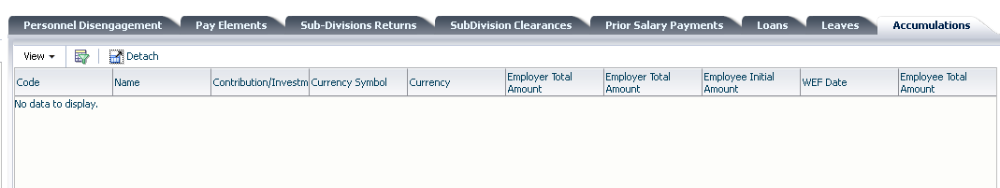 Personnel Disengagement Pay Elements Sub-Divisions Returns SubDivision Clearances Prior Salary Payments Loans Leaves Accumulations
View Detach
Code Name Contribution/Investm Currency Symbol Currency Employer Total Amount Employer Total Amount Employee Initial Amount WEF Date Employee Total Amount
No data to display.